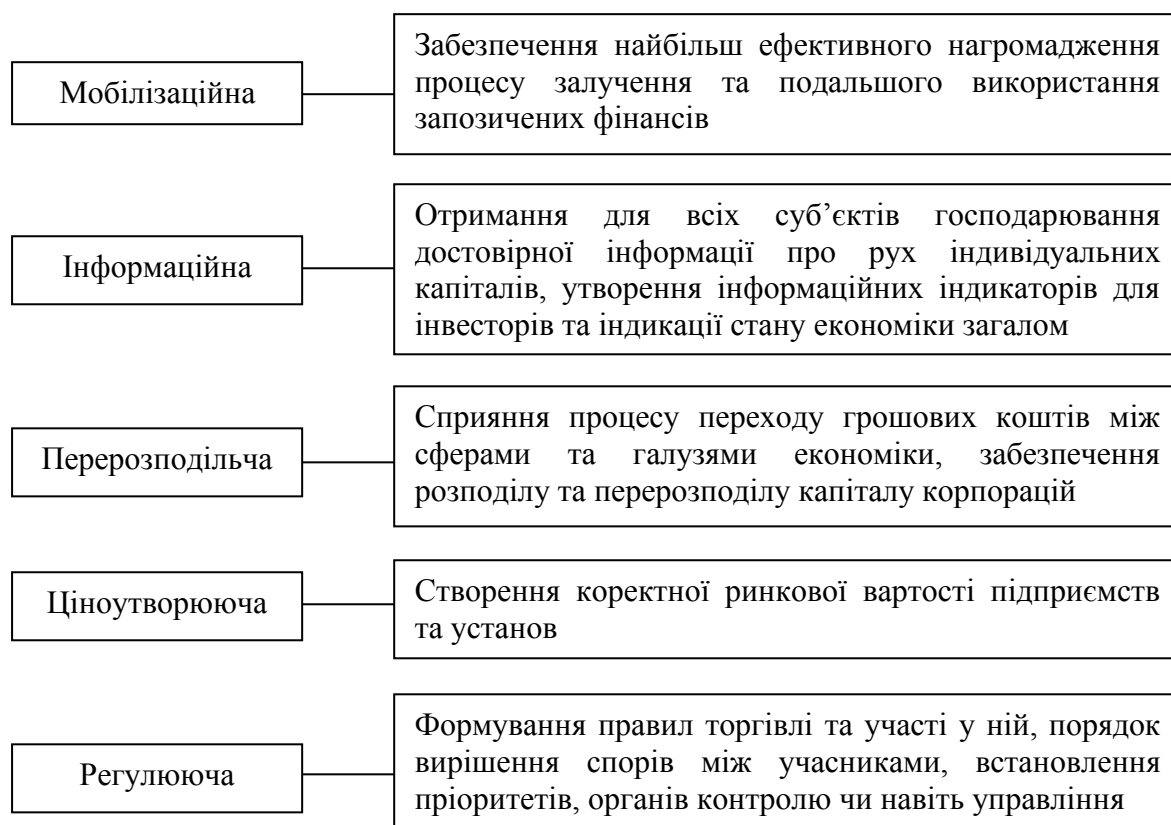 Мобілізаційна
Забезпечення найбільш ефективного нагромадження
процесу залучення та подальшого використання
запозичених фінансів
Інформаційна
Отримання для всіх суб’єктів господарювання
достовірної інформації про рух індивідуальних
капіталів, утворення інформаційних індикаторів для
інвесторів та індикації стану економіки загалом
Перерозподільча
Сприяння процесу переходу грошових коштів між
сферами та галузями економіки, забезпечення
розподілу та перерозподілу капіталу корпорацій
Ціноутворююча
Створення коректної ринкової вартості підприємств
та установ
Регулююча
Формування правил торгівлі та участі у ній, порядок
вирішення спорів між учасниками, встановлення
пріоритетів, органів контролю чи навіть управління